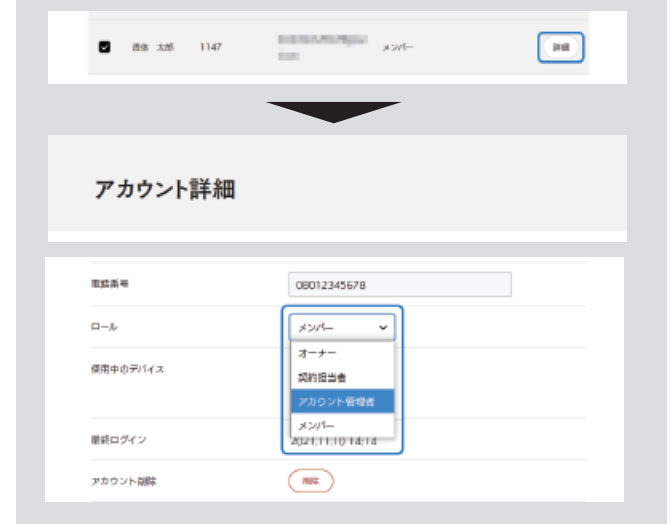 書体 太郎 1147 メンバー 詳細
アカウント詳細
電話番号 08012345678
ロール メンバー
オーナー
使用中のデバイス
契約担当者
アカウント管理者
メンバー
最終ログイン 2021.11.10 14:14
アカウント削除 削除